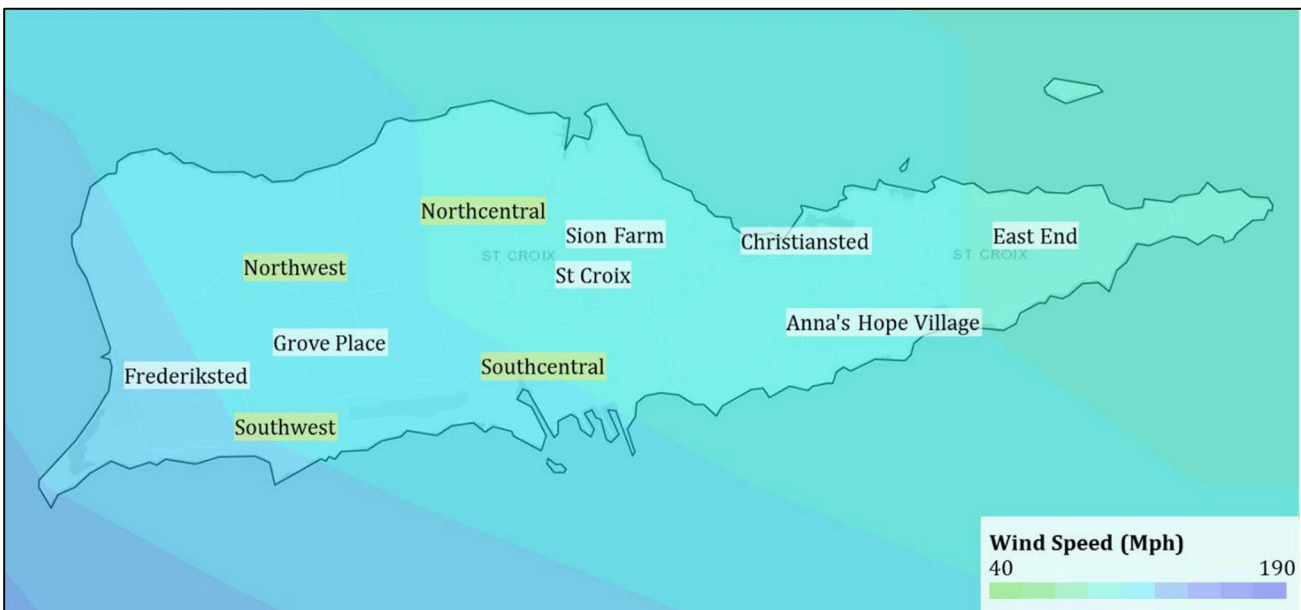 Northcentral
Sion Farm
Christiansted
East End
ST CROIX
ST CROIX
Northwest
St Croix
Anna's Hope Village
Grove Place
Southcentral
Frederiksted
Southwest
Wind Speed (Mph)
40 190